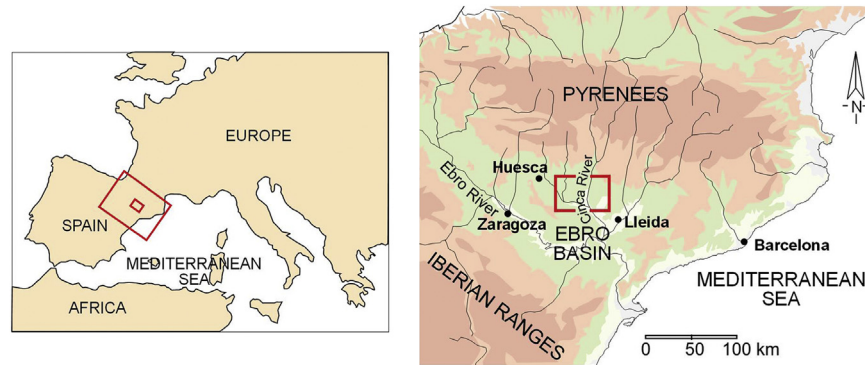 EUROPE
SPAIN
MEDITERRANEAN
SEA
AFRICA
PYRENEES
N
Huesca
Cinca River
Ebro River
Zaragoza
Lleida
EBRO
BASIN
Barcelona
IBERIAN RANGES
MEDITERRANEAN
SEA
0 50 100 km